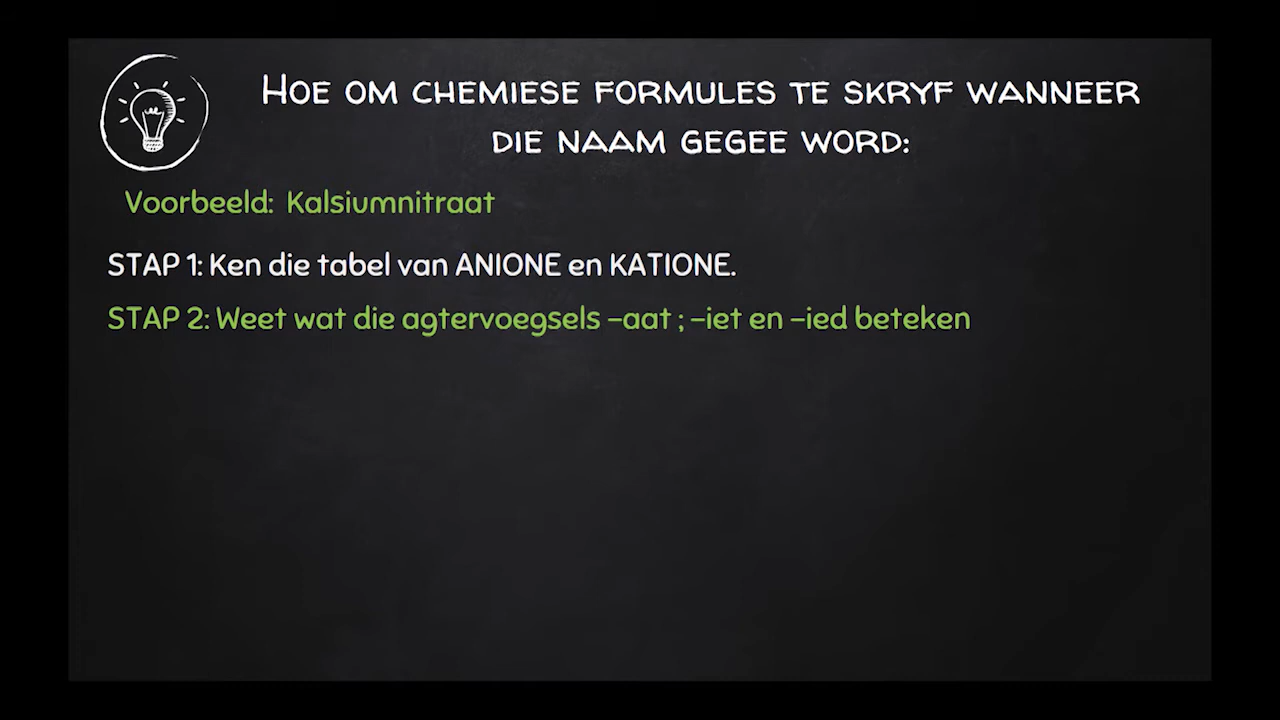 Hoe om chemiese formules te skryf wanneer
die naam gegee word:
Voorbeeld: Kalsiumnitraat
STAP 1: Ken die tabel van ANIONE en KATIONE.
STAP 2: Weet wat die agtervoegsels –aat ; –iet en –ied beteken